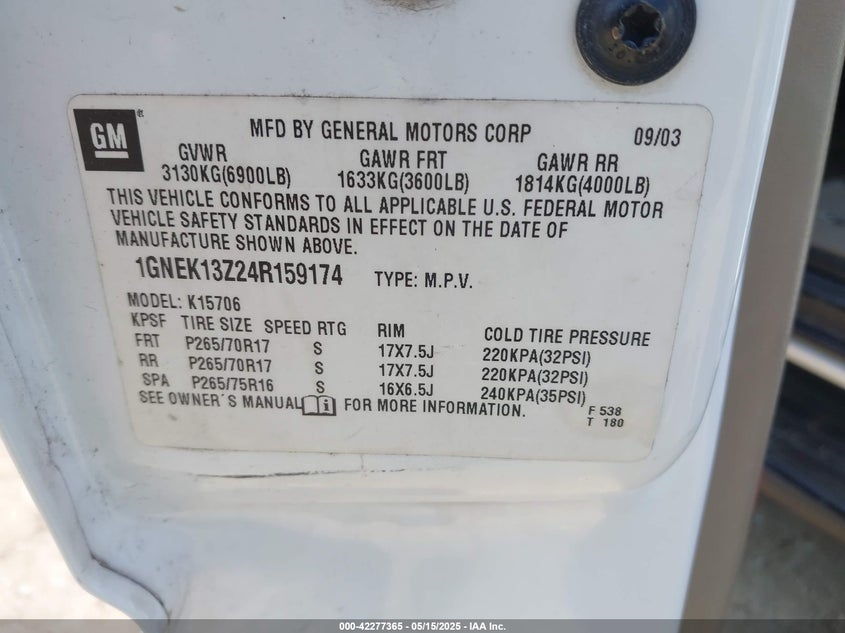 GM ®
MFD BY GENERAL MOTORS CORP 09/03
GVWR GAWR FRT GAWR RR
3130KG(6900LB) 1633KG(3600LB) 1814KG(4000LB)
THIS VEHICLE CONFORMS TO ALL APPLICABLE U.S. FEDERAL MOTOR
VEHICLE SAFETY STANDARDS IN EFFECT ON THE DATE OF
MANUFACTURE SHOWN ABOVE.
1GNEK13Z24R159174 TYPE: M.P.V.
MODEL: K15706
KPSF TIRE SIZE SPEED RTG RIM COLD TIRE PRESSURE
FRT P265/70R17 S 17X7.5J 220KPA(32PSI)
RR P265/70R17 S 17X7.5J 220KPA(32PSI)
SPA P265/75R16 S 16X6.5J 240KPA(35PSI)
SEE OWNER'S MANUAL FOR MORE INFORMATION.
F 538
T 180
000-42277365 - 05/15/2025 - IAA Inc.